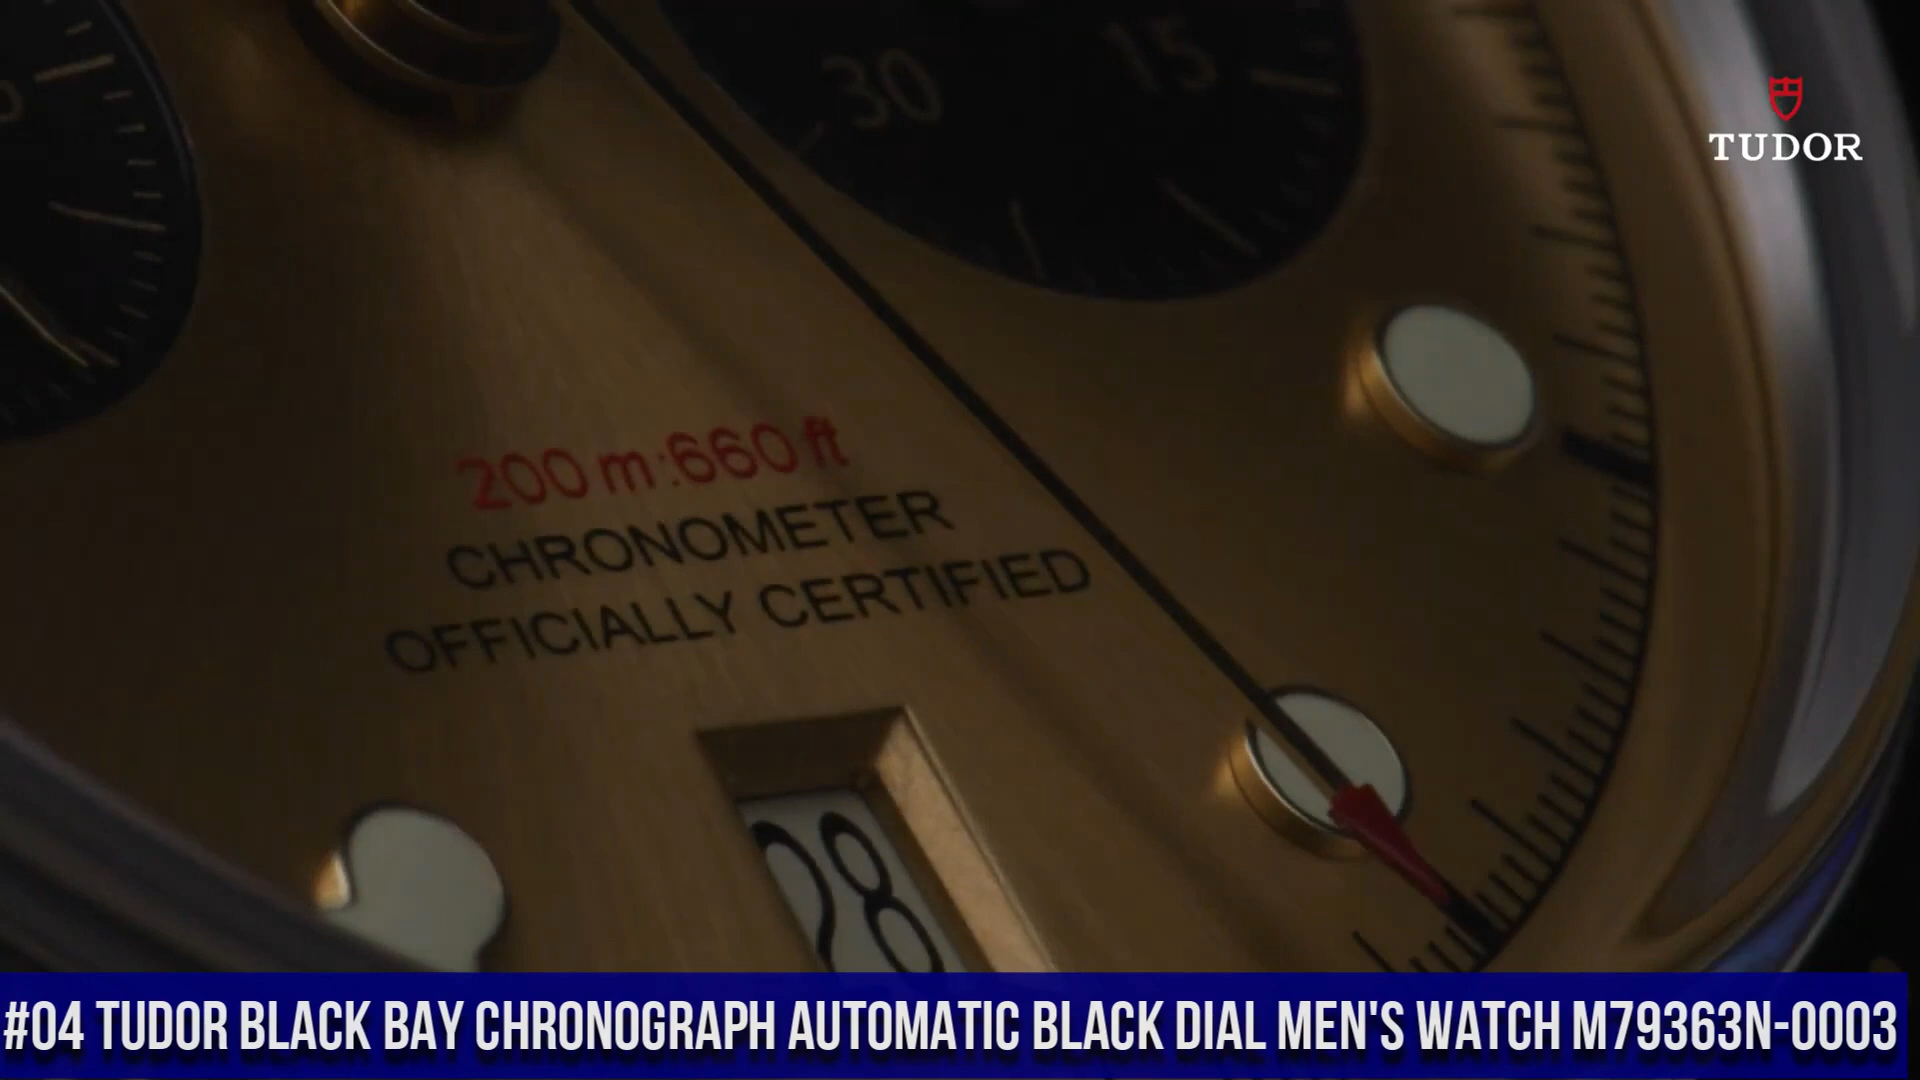 30 15
TUDOR
200 m:660 ft
CHRONOMETER
OFFICIALLY CERTIFIED
28
#04 TUDOR BLACK BAY CHRONOGRAPH AUTOMATIC BLACK DIAL MEN'S WATCH M79363N-0003